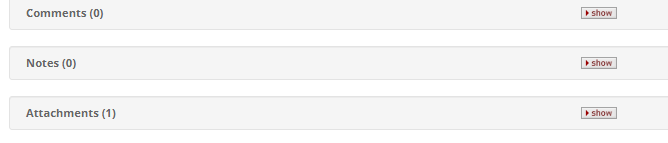 Comments (0) show
Notes (0) show
Attachments (1) show